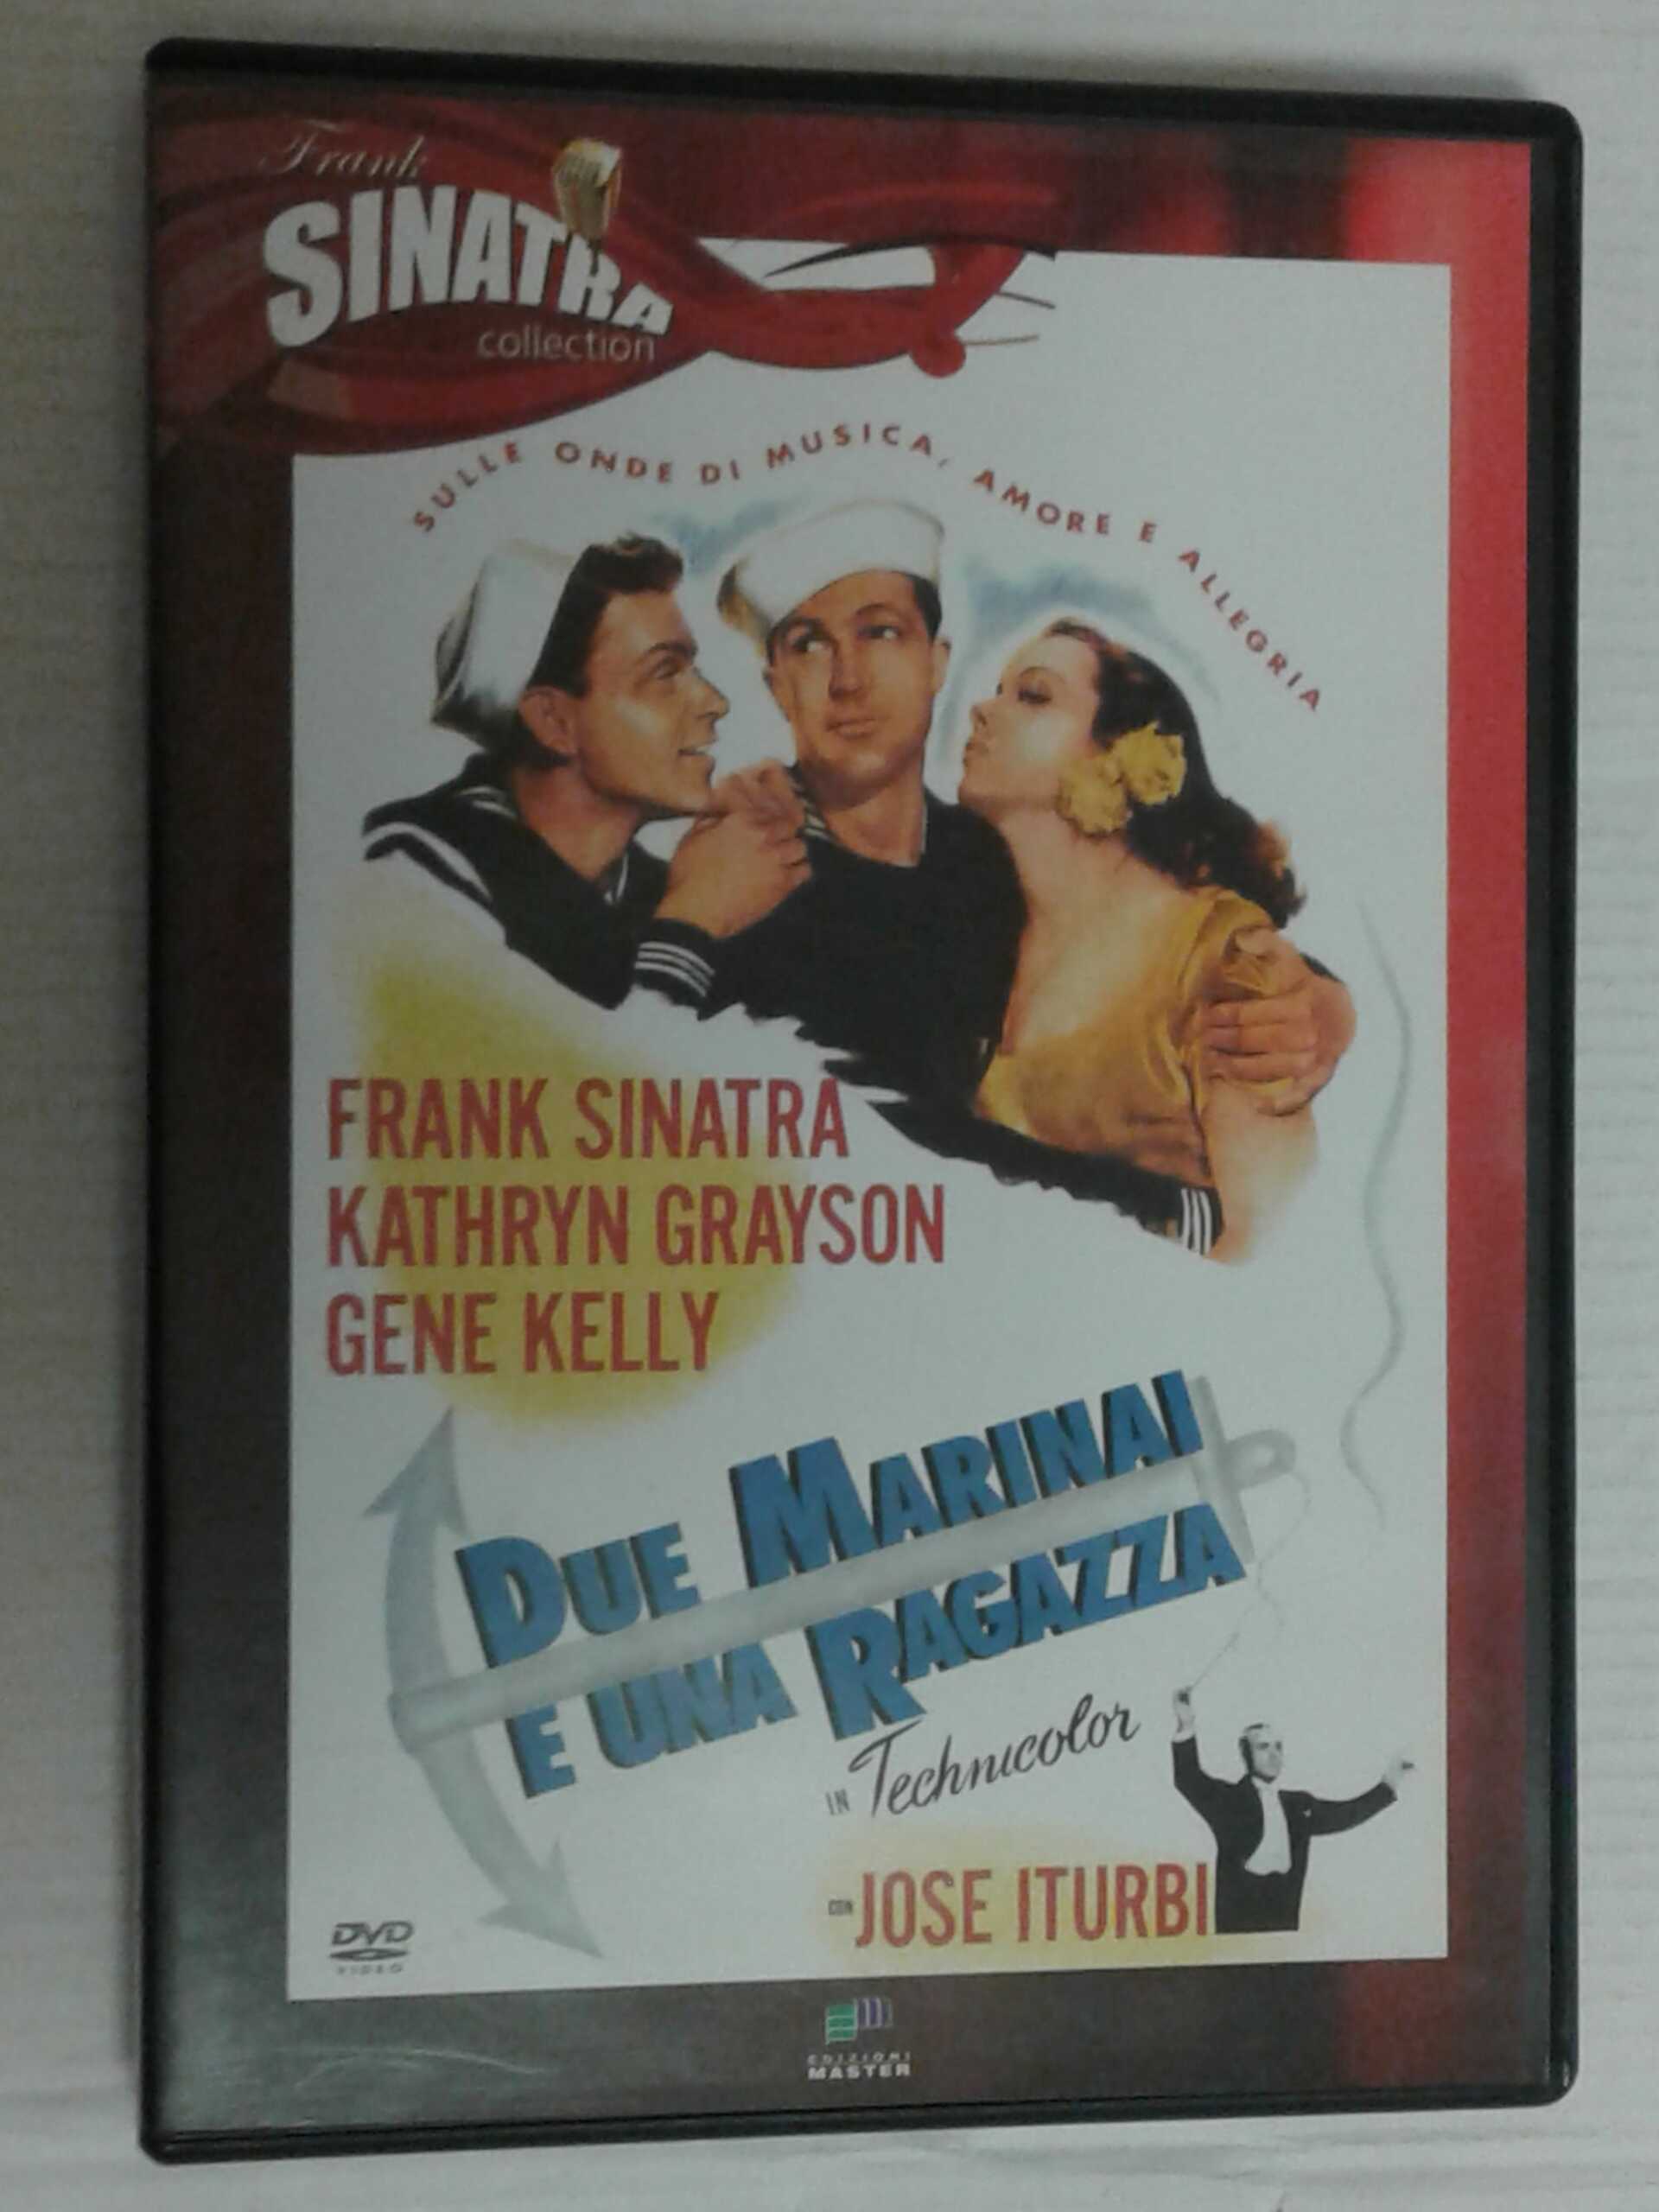 Frank
SINATRA
collection
SULLE ONDE DI MUSICA, AMORE E ALLEGRIA
FRANK SINATRA
KATHRYN GRAYSON
GENE KELLY
DUE MARINAI
E UNA RAGAZZA
IN Technicolor
CON JOSE ITURBI
DVD
VIDEO
EDIZIONI
MASTER